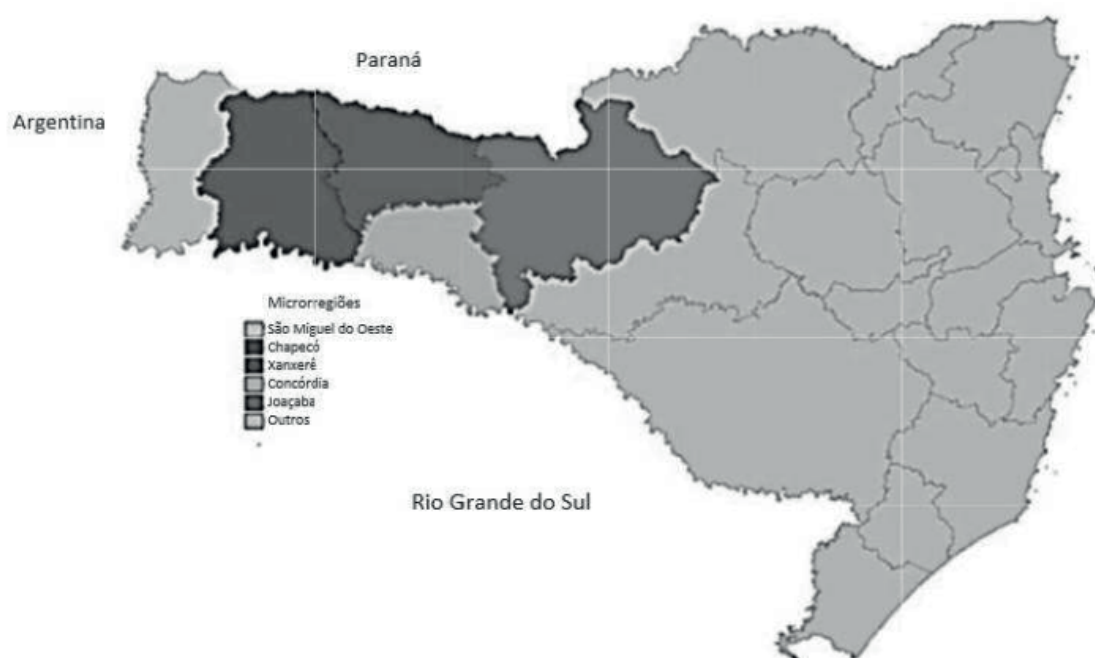 Paraná
Argentina
Microrregiões
São Miguel do Oeste
Chapecó
Xanxerê
Concórdia
Joaçaba
Outros
Rio Grande do Sul